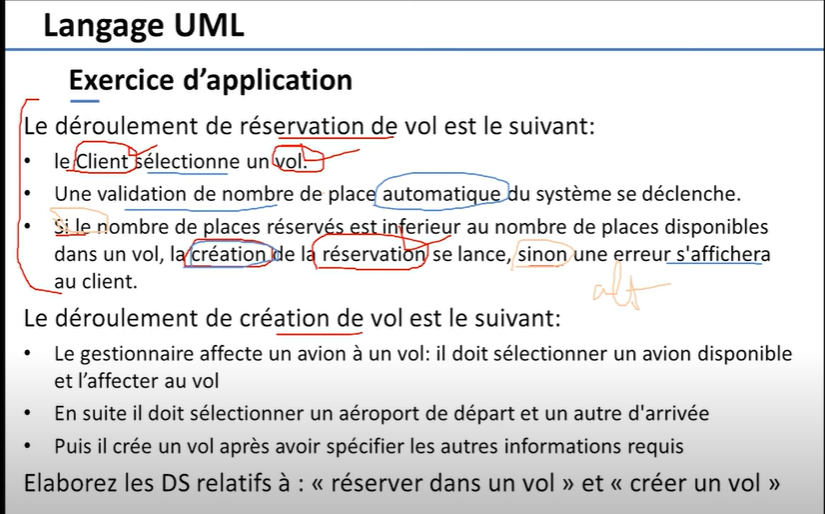 Langage UML
Exercice d'application
Le déroulement de réservation de vol est le suivant:
• le Client sélectionne un vol.
• Une validation de nombre de place automatique du système se déclenche.
• Si le nombre de places réservés est inferieur au nombre de places disponibles
dans un vol, la création de la réservation se lance, sinon une erreur s'affichera
au client.
alt
Le déroulement de création de vol est le suivant:
• Le gestionnaire affecte un avion à un vol: il doit sélectionner un avion disponible
et l'affecter au vol
• En suite il doit sélectionner un aéroport de départ et un autre d'arrivée
• Puis il crée un vol après avoir spécifier les autres informations requis
Elaborez les DS relatifs à : « réserver dans un vol » et « créer un vol »